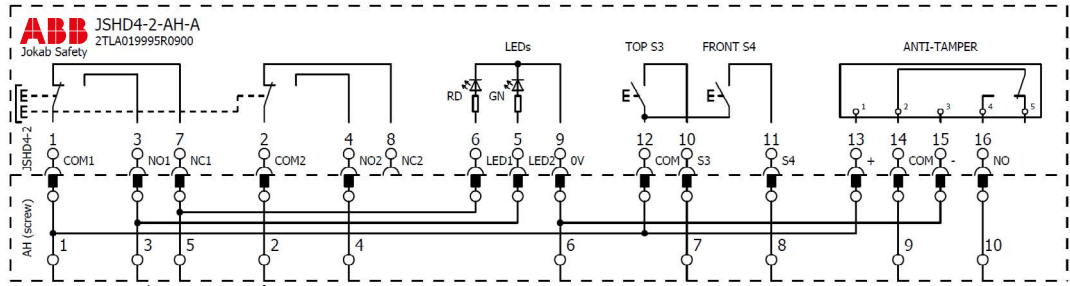 ABB JSHD4-2-AH-A
Jokab Safety 2TLA019995R0900
LEDs TOP S3 FRONT S4 ANTI-TAMPER
RD GN
1 2 3 4 5
JSHD4-2
1 3 7 2 4 8 6 5 9 12 10 11 13 14 15 16
COM1 NO1 NC1 COM2 NO2 NC2 LED1 LED2 0V COM S3 S4 + COM - NO
AH (screw)
1 3 5 2 4 6 7 8 9 10